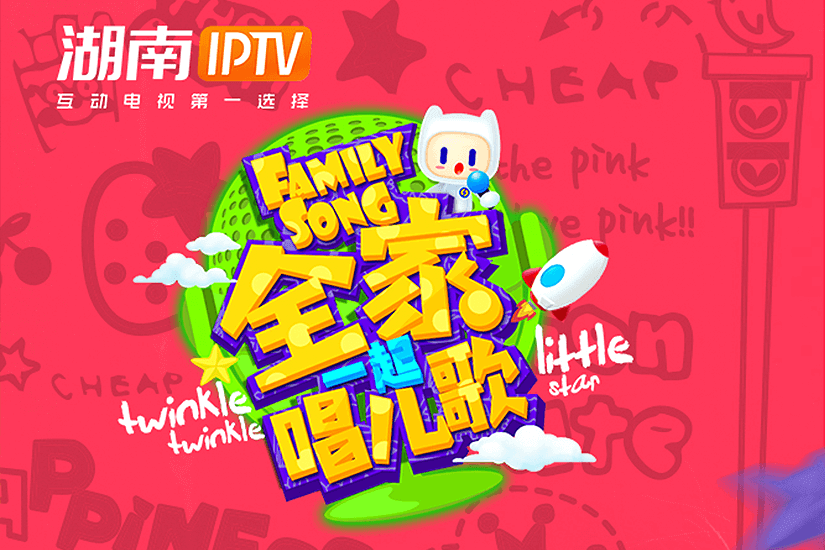 湖南IPTV
互动电视第一选择
CHEAP
FAMILY
SONG
the pink
pink!!
全家
一起
唱儿歌
little
star
CHEAP
twinkle
twinkle